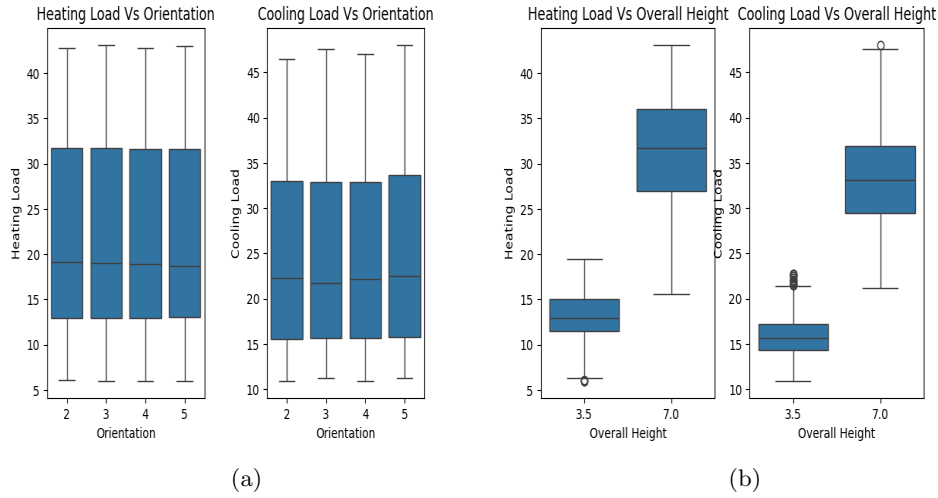 Heating Load Vs Orientation
Cooling Load Vs Orientation
Heating Load Vs Overall Height
Cooling Load Vs Overall Height
Heating Load
40
35
30
25
20
15
10
5
2 3 4 5
Orientation
Cooling Load
45
40
35
30
25
20
15
10
2 3 4 5
Orientation
(a)
Heating Load
40
35
30
25
20
15
10
5
3.5 7.0
Overall Height
Cooling Load
45
40
35
30
25
20
15
10
3.5 7.0
Overall Height
(b)